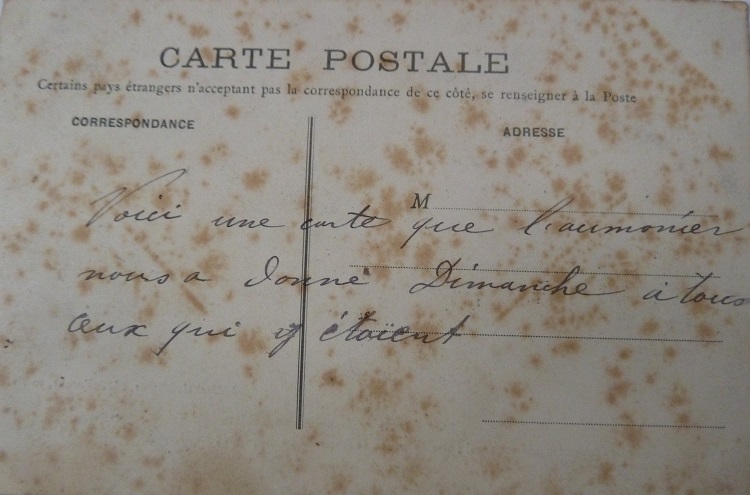 CARTE POSTALE
Certains pays étrangers n'acceptant pas la correspondance de ce côté, se renseigner à la Poste
CORRESPONDANCE
ADRESSE
M
Voici une carte que l'aumonier
nous a donné Dimanche à tous
ceux qui y étaient